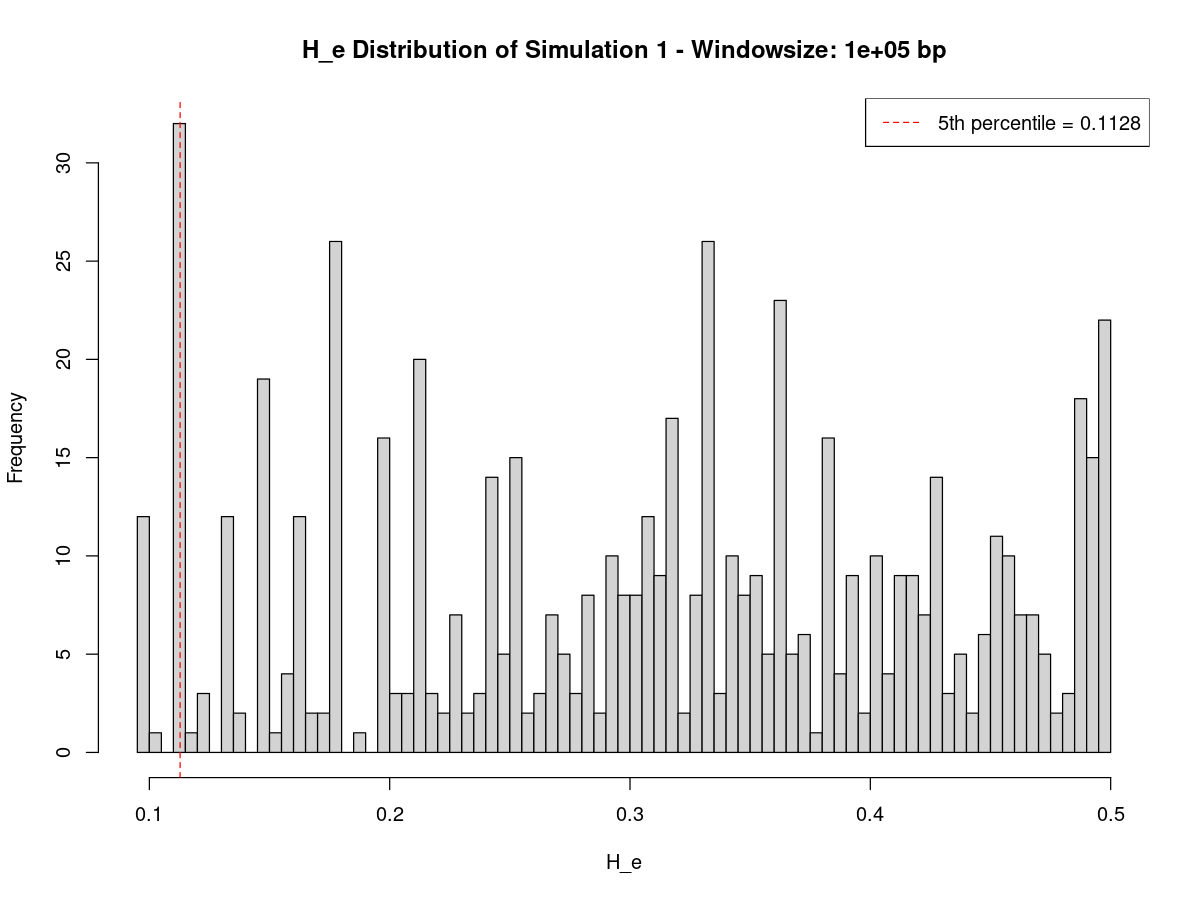 H_e Distribution of Simulation 1 - Windowsize: 1e+05 bp
5th percentile = 0.1128
Frequency
30
25
20
15
10
5
0
0.1 0.2 0.3 0.4 0.5
H_e